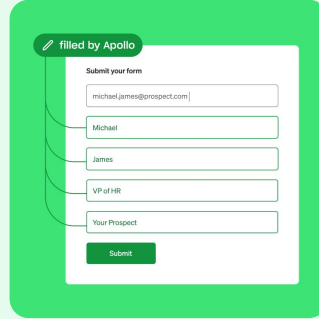 filled by Apollo
Submit your form
michael.james@prospect.com
Michael
James
VP of HR
Your Prospect
Submit